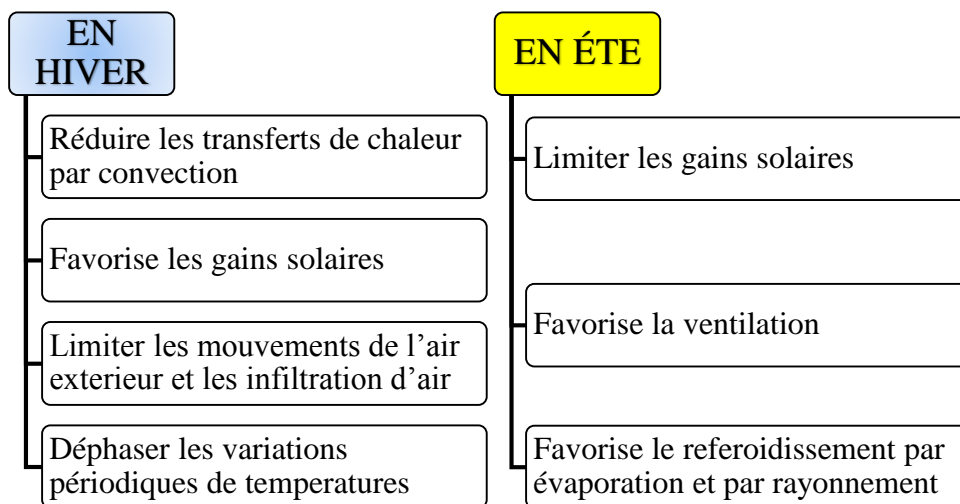 EN
HIVER
Réduire les transferts de chaleur
par convection
Favorise les gains solaires
Limiter les mouvements de l'air
exterieur et les infiltration d'air
Déphaser les variations
périodiques de temperatures
EN ÉTE
Limiter les gains solaires
Favorise la ventilation
Favorise le referoidissement par
évaporation et par rayonnement